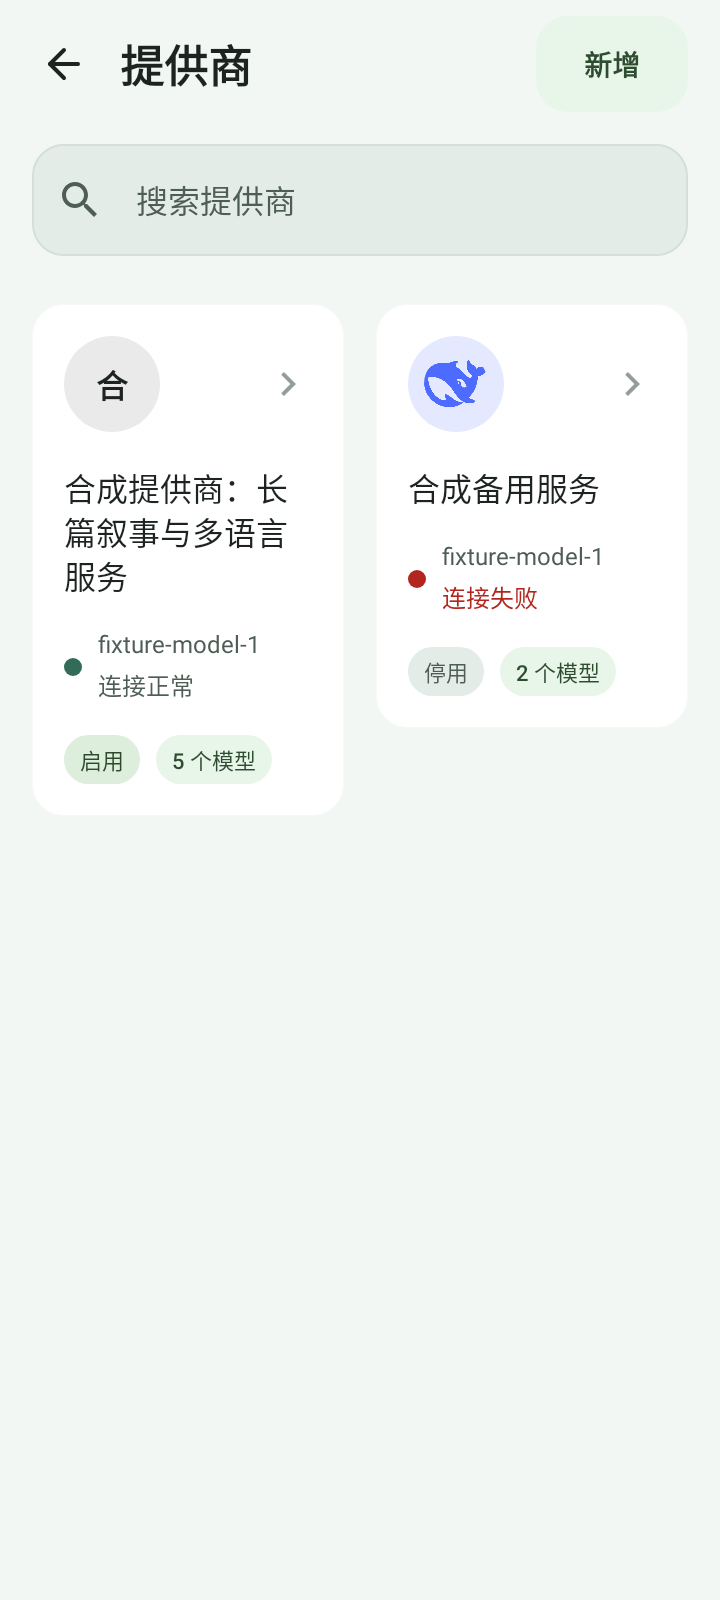 提供商
新增
搜索提供商
合
合成提供商：长
篇叙事与多语言
服务
fixture-model-1
连接正常
启用
5 个模型
合成备用服务
fixture-model-1
连接失败
停用
2 个模型